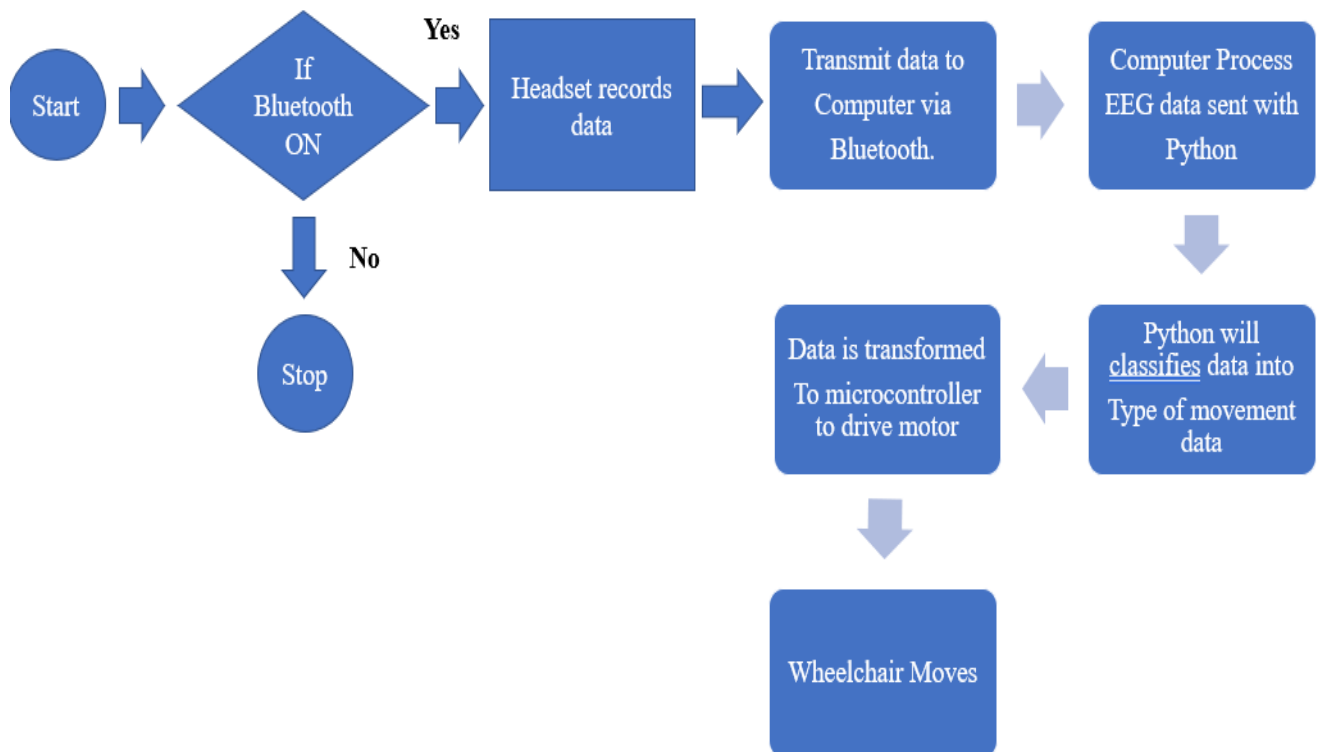 Start
If
Bluetooth
ON
Yes
No
Stop
Headset records
data
Transmit data to
Computer via
Bluetooth.
Computer Process
EEG data sent with
Python
Python will
classifies data into
Type of movement
data
Data is transformed
To microcontroller
to drive motor
Wheelchair Moves